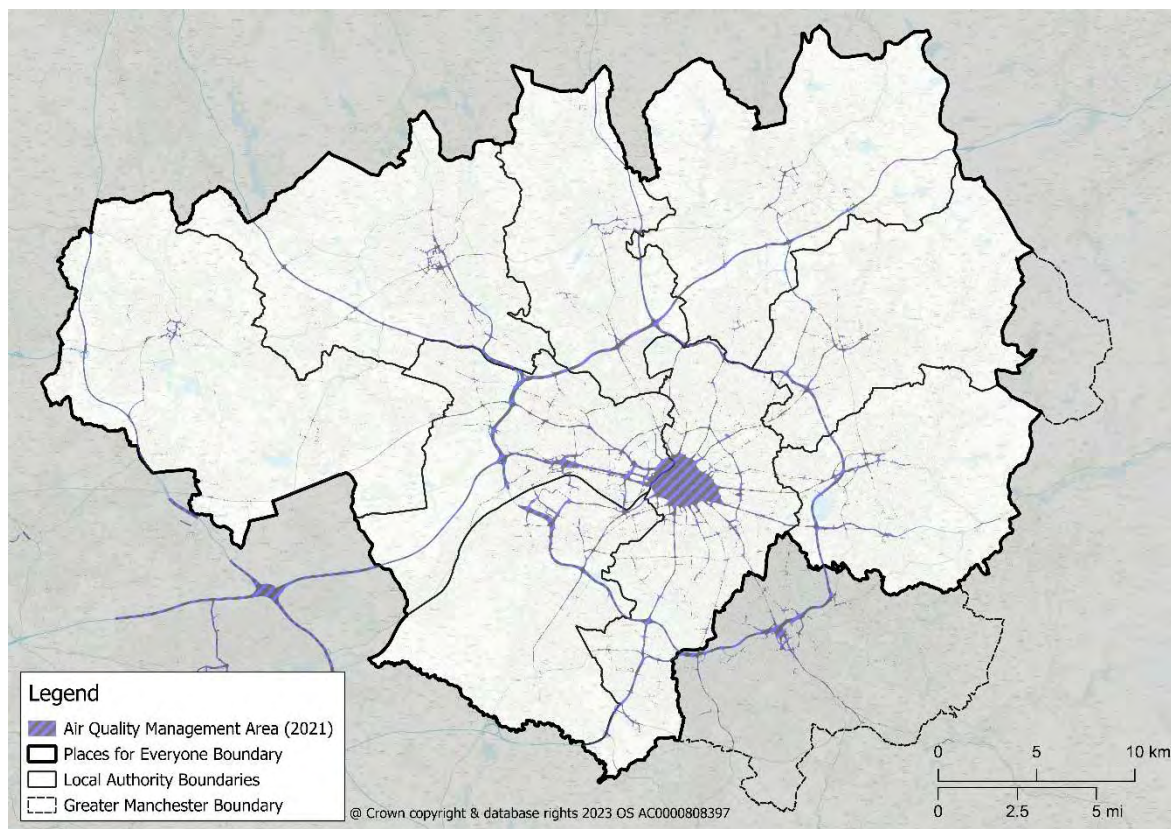 Legend
Air Quality Management Area (2021)
Places for Everyone Boundary
Local Authority Boundaries
Greater Manchester Boundary
@ Crown copyright & database rights 2023 OS AC0000808397
0 5 10 km
0 2.5 5 mi